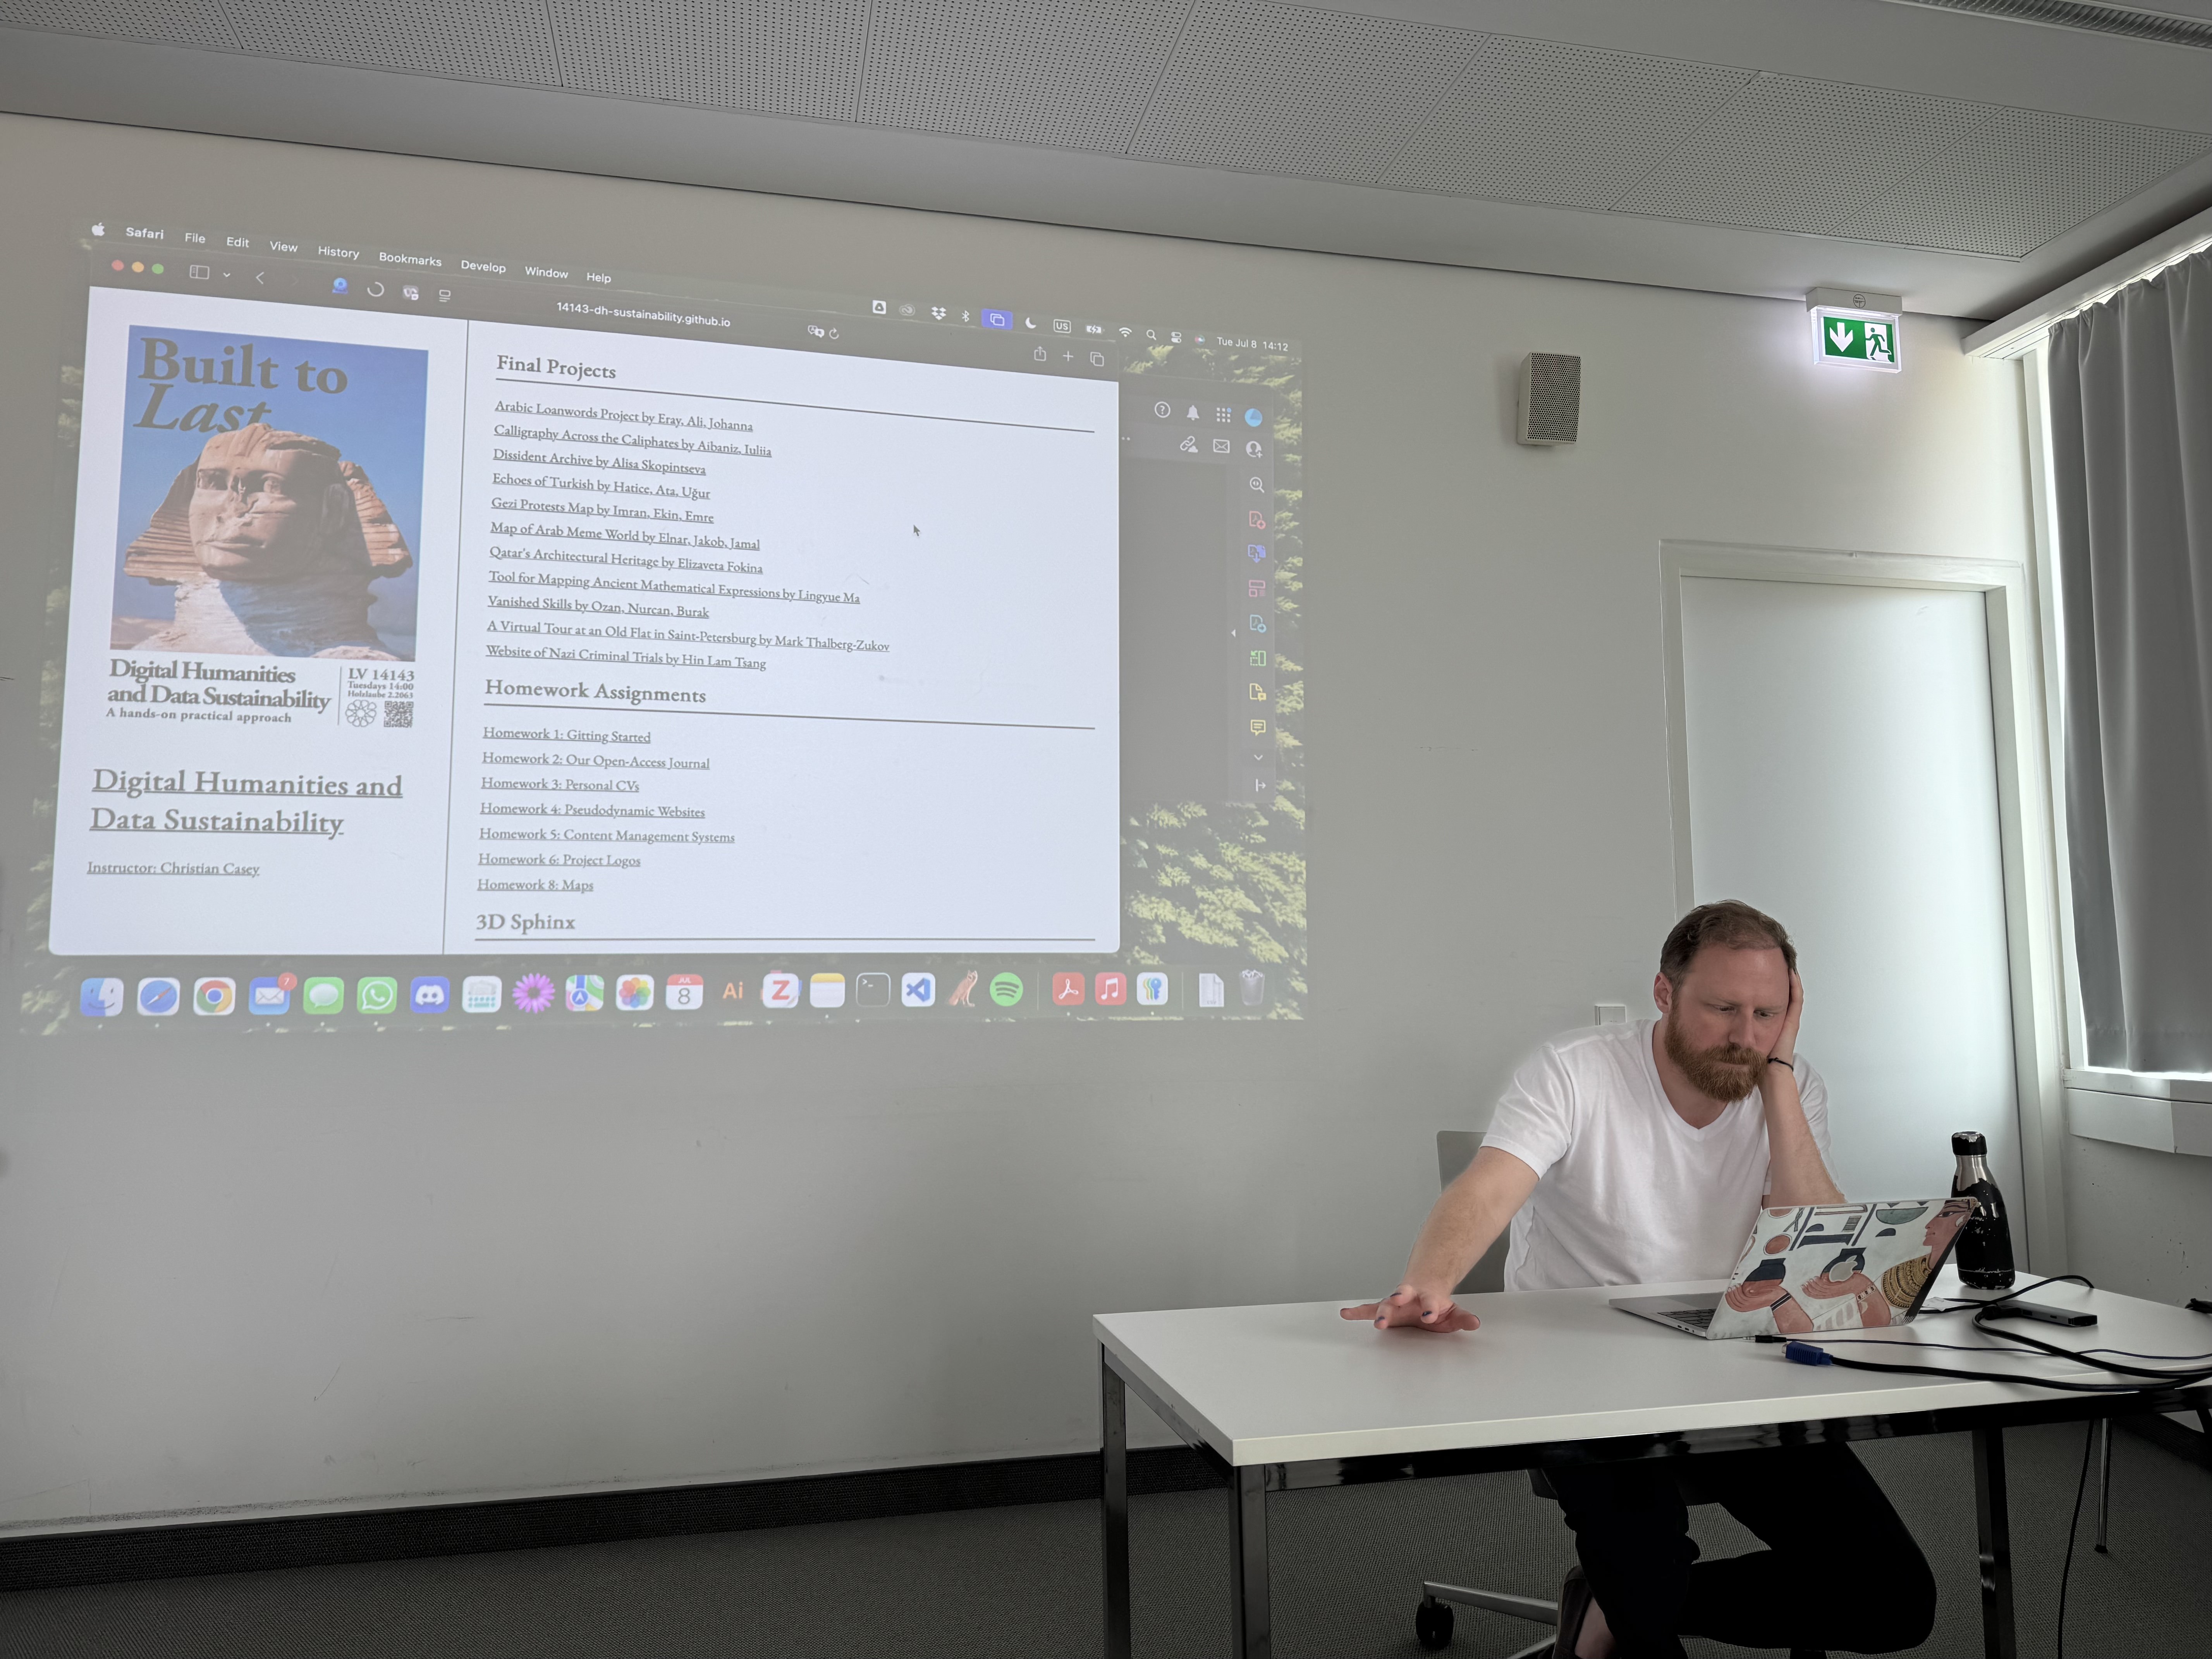 Safari File Edit View History Bookmarks Develop Window Help
US Tue Jul 8 14:12
14143-dh-sustainability.github.io
Built to
Last
Digital Humanities
and Data Sustainability
A hands-on practical approach
LV 14143
Tuesdays 14:00
Holzlaube 2.2063
Digital Humanities and
Data Sustainability
Instructor: Christian Casey
Final Projects
Arabic Loanwords Project by Eray, Ali, Johanna
Calligraphy Across the Caliphates by Aibaniz, Iuliia
Dissident Archive by Alisa Skopintseva
Echoes of Turkish by Hatice, Ata, Uğur
Gezi Protests Map by Imran, Ekin, Emre
Map of Arab Meme World by Elnar, Jakob, Jamal
Qatar's Architectural Heritage by Elizaveta Fokina
Tool for Mapping Ancient Mathematical Expressions by Lingyue Ma
Vanished Skills by Ozan, Nurcan, Burak
A Virtual Tour at an Old Flat in Saint-Petersburg by Mark Thalberg-Zukov
Website of Nazi Criminal Trials by Hin Lam Tsang
Homework Assignments
Homework 1: Gitting Started
Homework 2: Our Open-Access Journal
Homework 3: Personal CVs
Homework 4: Pseudodynamic Websites
Homework 5: Content Management Systems
Homework 6: Project Logos
Homework 8: Maps
3D Sphinx
7
JUL
8
Ai
Z